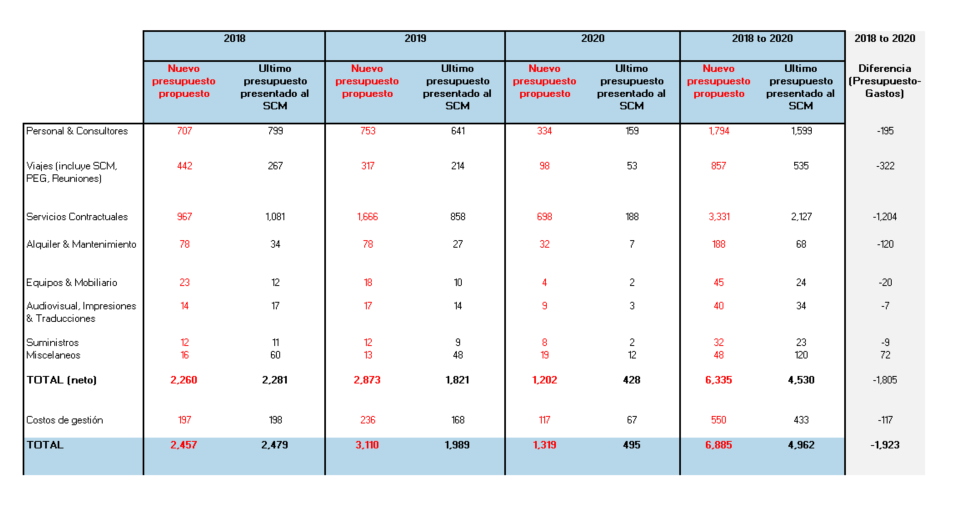 2018 2019 2020 2018 to 2020 2018 to 2020
Nuevo Ultimo Nuevo Ultimo Nuevo Ultimo Nuevo Ultimo Diferencia
presupuesto presupuesto presupuesto presupuesto presupuesto presupuesto presupuesto presupuesto (Presupuesto-
propuesto presentado al propuesto presentado al propuesto presentado al propuesto presentado al Gastos)
SCM SCM SCM SCM
Personal & Consultores 707 799 753 641 334 159 1,794 1,599 -195
Viajes (incluye SCM, 442 267 317 214 98 53 857 535 -322
PEG, Reuniones)
Servicios Contractuales 967 1,081 1,666 858 698 188 3,331 2,127 -1,204
Alquiler & Mantenimiento 78 34 78 27 32 7 188 68 -120
Equipos & Mobiliario 23 12 18 10 4 2 45 24 -20
Audiovisual, Impresiones 14 17 17 14 9 3 40 34 -7
& Traducciones
Suministros 12 11 12 9 8 2 32 23 -9
Miscelaneos 16 60 13 48 19 12 48 120 72
TOTAL (neto) 2,260 2,281 2,873 1,821 1,202 428 6,335 4,530 -1,805
Costos de gestión 197 198 236 168 117 67 550 433 -117
TOTAL 2,457 2,479 3,110 1,989 1,319 495 6,885 4,962 -1,923